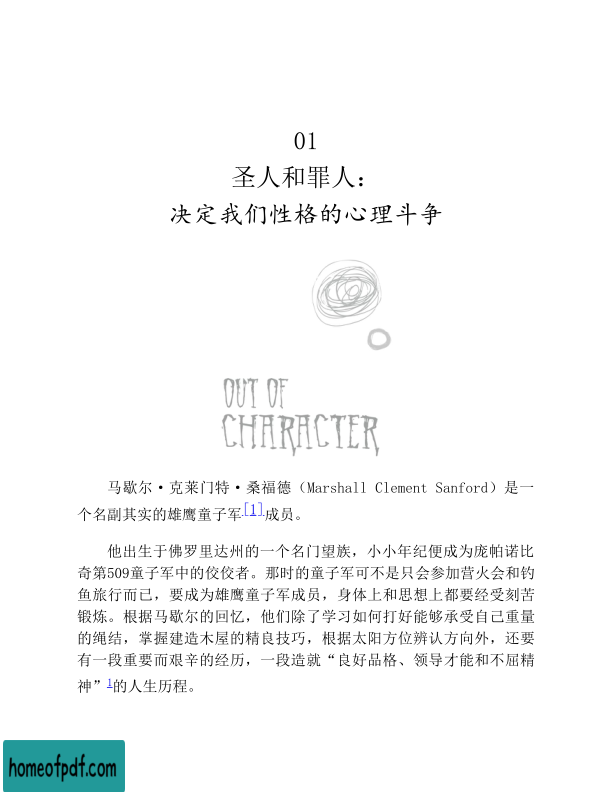 01
圣人和罪人：
决定我们性格的心理斗争
OUT OF
CHARACTER
马歇尔·克莱门特·桑福德（Marshall Clement Sanford）是一
个名副其实的雄鹰童子军[1]成员。
他出生于佛罗里达州的一个名门望族，小小年纪便成为庞帕诺比
奇第509童子军中的佼佼者。那时的童子军可不是只会参加营火会和钓
鱼旅行而已，要成为雄鹰童子军成员，身体上和思想上都要经受刻苦
锻炼。根据马歇尔的回忆，他们除了学习如何打好能够承受自己重量
的绳结，掌握建造木屋的精良技巧，根据太阳方位辨认方向外，还要
有一段重要而艰辛的经历，一段造就“良好品格、领导才能和不屈精
神”1的人生历程。
homeofpdf.com